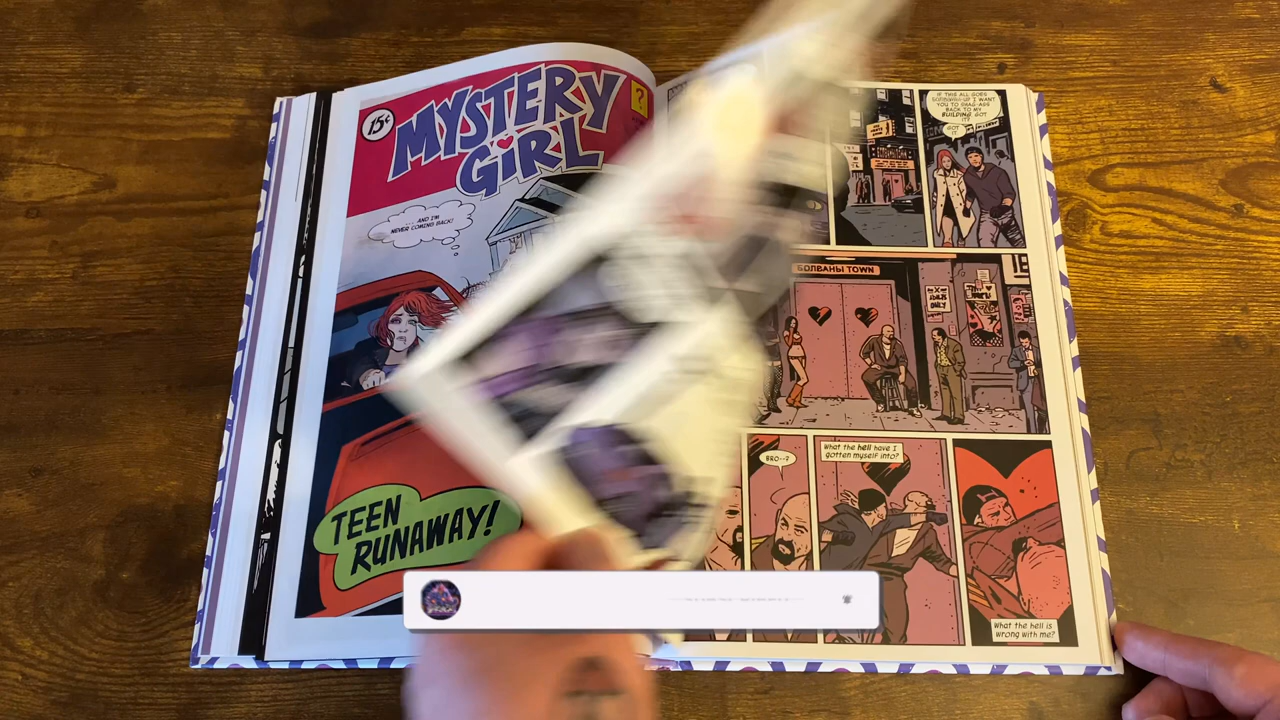 15¢
MYSTERY
GiRL
?
AND I'M
NEVER COMING BACK!
TEEN
RUNAWAY!
IF THIS ALL GOES
YOU TO DRAG-ASS
BACK TO MY
BUILDING. GOT
IT?
GOT
IT.
БОЛВАНЫ TOWN
ONLY
BRO--?
What the hell have I
gotten myself into?
What the hell is
wrong with me?